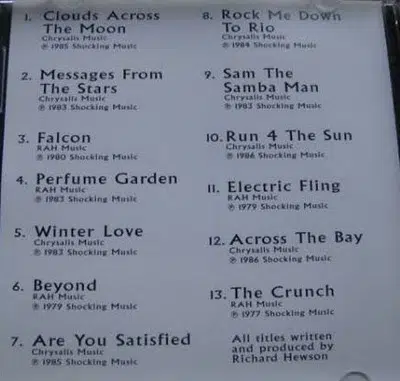 1. Clouds Across
The Moon
Chrysalis Music
℗ 1985 Shocking Music
2. Messages From
The Stars
Chrysalis Music
℗ 1983 Shocking Music
3. Falcon
RAH Music
℗ 1980 Shocking Music
4. Perfume Garden
RAH Music
℗ 1983 Shocking Music
5. Winter Love
Chrysalis Music
℗ 1983 Shocking Music
6. Beyond
RAH Music
℗ 1979 Shocking Music
7. Are You Satisfied
Chrysalis Music
℗ 1985 Shocking Music
8. Rock Me Down
To Rio
Chrysalis Music
℗ 1984 Shocking Music
9. Sam The
Samba Man
Chrysalis Music
℗ 1983 Shocking Music
10. Run 4 The Sun
Chrysalis Music
℗ 1986 Shocking Music
11. Electric Fling
RAH Music
℗ 1979 Shocking Music
12. Across The Bay
Chrysalis Music
℗ 1986 Shocking Music
13. The Crunch
RAH Music
℗ 1977 Shocking Music
All titles written
and produced by
Richard Hewson